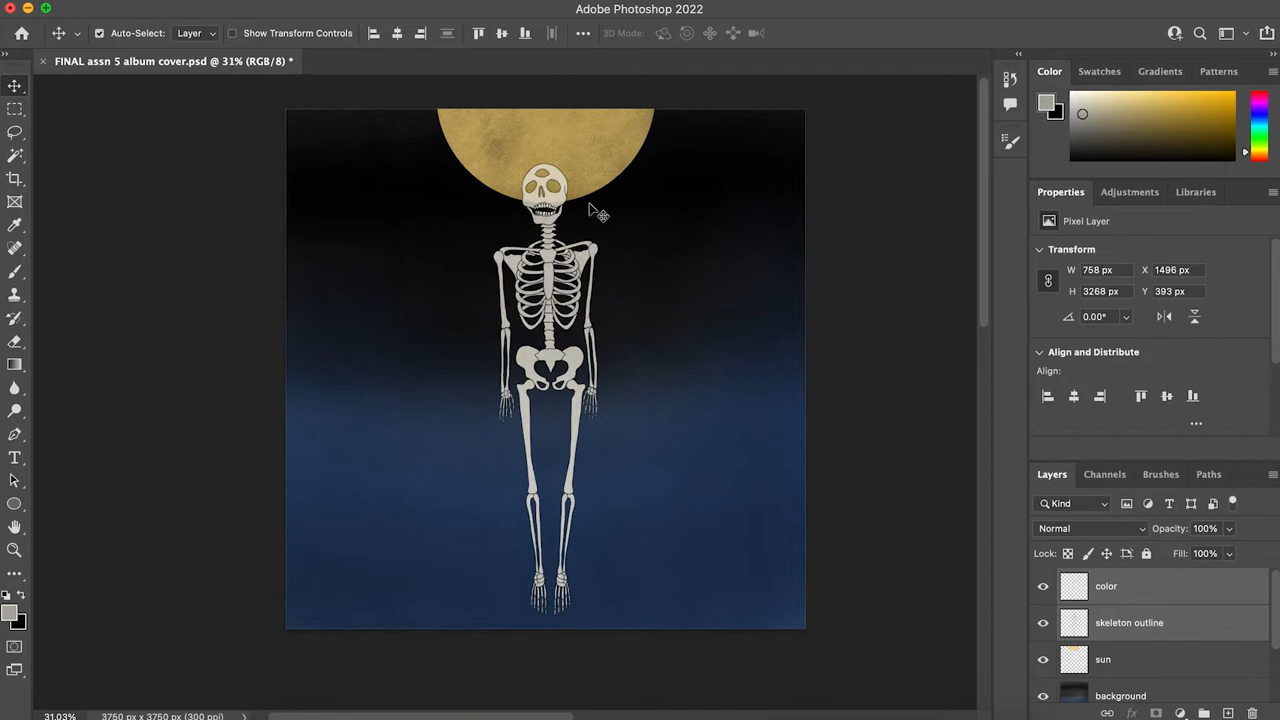 Adobe Photoshop 2022
Auto-Select: Layer Show Transform Controls 3D Mode:
FINAL assn 5 album cover.psd @ 31% (RGB/8) *
Color Swatches Gradients Patterns
Properties Adjustments Libraries
Pixel Layer
Transform
W 758 px X 1496 px
H 3268 px Y 393 px
0.00°
Align and Distribute
Align:
Layers Channels Brushes Paths
Kind
Normal Opacity: 100%
Lock: Fill: 100%
color
skeleton outline
sun
background
31.03% 3750 px x 3750 px (300 ppi)